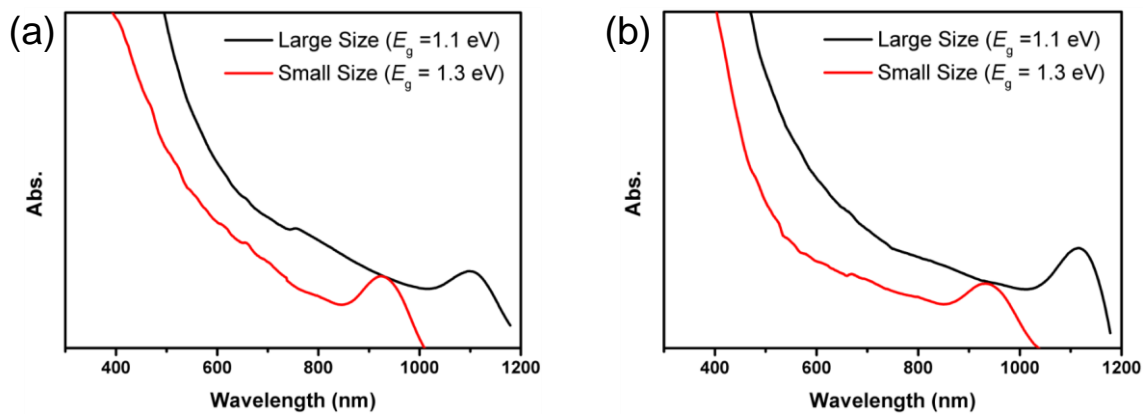 (a)
Large Size (Eg =1.1 eV)
Small Size (Eg = 1.3 eV)
Abs.
400 600 800 1000 1200
Wavelength (nm)
(b)
Large Size (Eg =1.1 eV)
Small Size (Eg = 1.3 eV)
Abs.
400 600 800 1000 1200
Wavelength (nm)